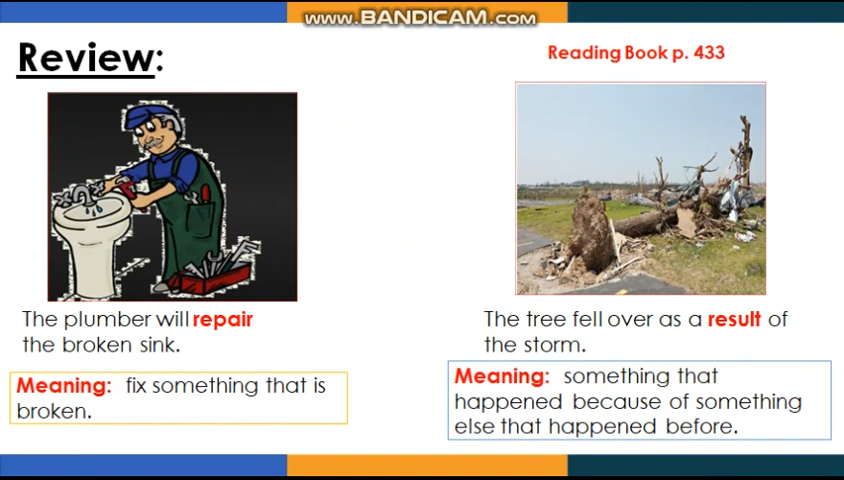 www.BANDICAM.com
Review:
Reading Book p. 433
The plumber will repair
the broken sink.
Meaning: fix something that is
broken.
The tree fell over as a result of
the storm.
Meaning: something that
happened because of something
else that happened before.